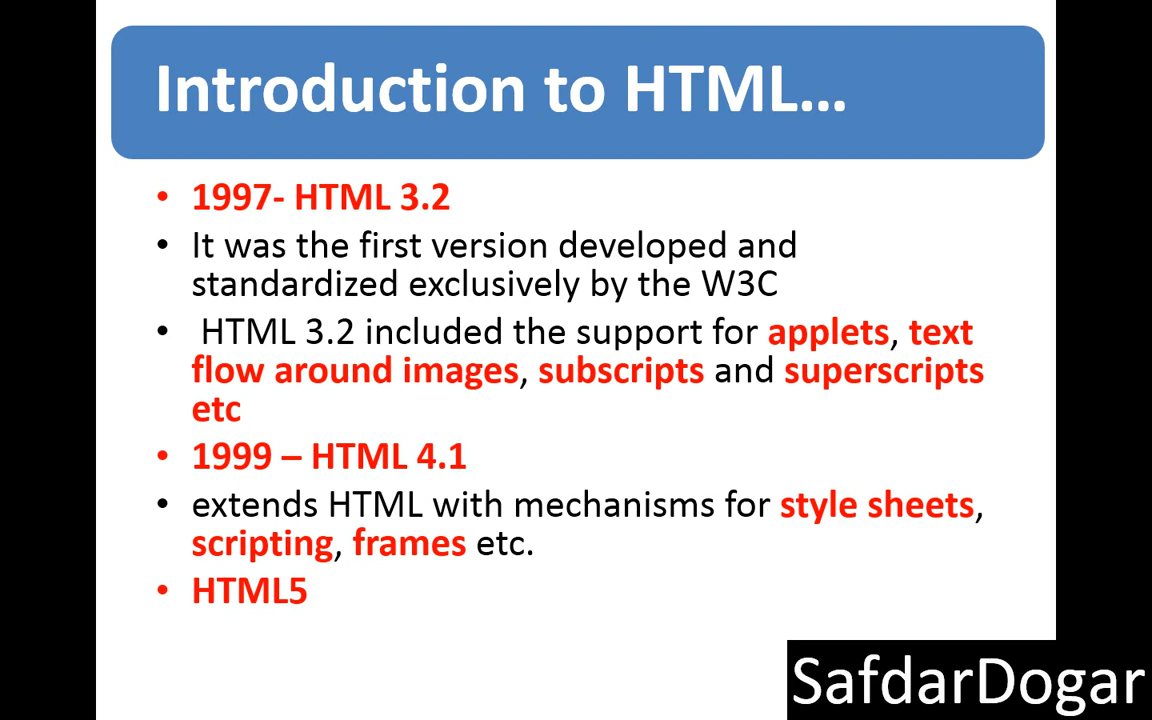 Introduction to HTML…
• 1997- HTML 3.2
• It was the first version developed and
standardized exclusively by the W3C
• HTML 3.2 included the support for applets, text
flow around images, subscripts and superscripts
etc
• 1999 – HTML 4.1
• extends HTML with mechanisms for style sheets,
scripting, frames etc.
• HTML5
SafdarDogar